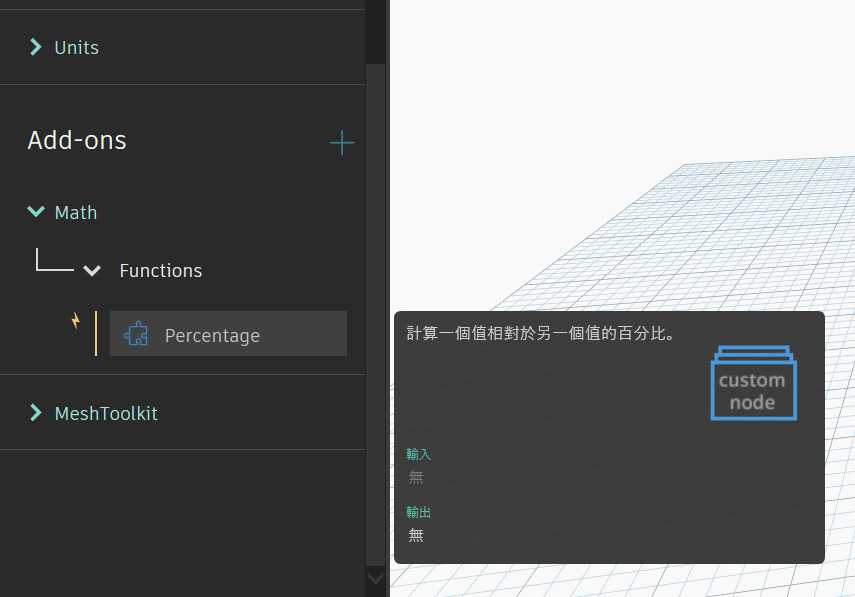 Units
Add-ons
Math
Functions
Percentage
MeshToolkit
計算一個值相對於另一個值的百分比。
custom
node
輸入
無
輸出
無